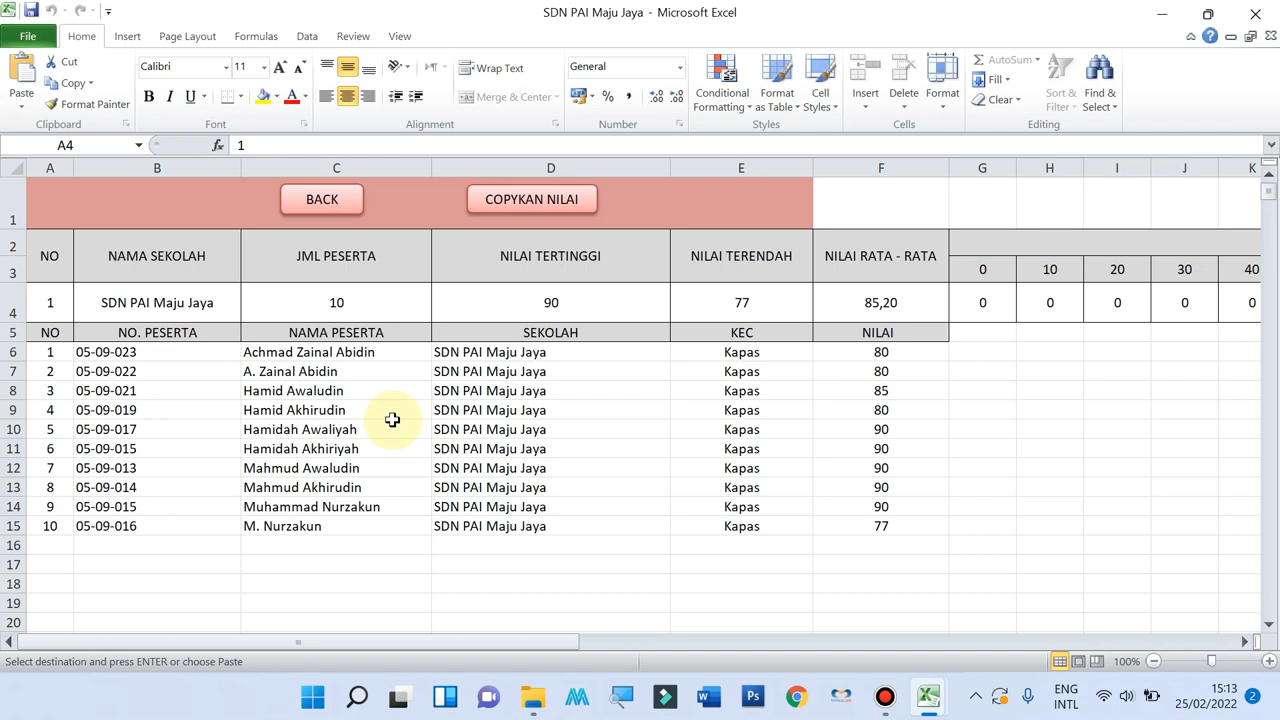 SDN PAI Maju Jaya - Microsoft Excel
File Home Insert Page Layout Formulas Data Review View
Paste Cut Copy Format Painter Clipboard
Calibri 11 B I U A A A Font
Wrap Text Merge & Center Alignment
General % , Number
Conditional Formatting Format as Table Cell Styles Styles
Insert Delete Format Cells
Σ AutoSum Fill Clear Sort & Filter Find & Select Editing
A4 fx 1
A B C D E F G H I J K
1 BACK COPYKAN NILAI
2 NO NAMA SEKOLAH JML PESERTA NILAI TERTINGGI NILAI TERENDAH NILAI RATA - RATA
3 0 10 20 30 40
4 1 SDN PAI Maju Jaya 10 90 77 85,20 0 0 0 0 0
5 NO NO. PESERTA NAMA PESERTA SEKOLAH KEC NILAI
6 1 05-09-023 Achmad Zainal Abidin SDN PAI Maju Jaya Kapas 80
7 2 05-09-022 A. Zainal Abidin SDN PAI Maju Jaya Kapas 80
8 3 05-09-021 Hamid Awaludin SDN PAI Maju Jaya Kapas 85
9 4 05-09-019 Hamid Akhirudin SDN PAI Maju Jaya Kapas 80
10 5 05-09-017 Hamidah Awaliyah SDN PAI Maju Jaya Kapas 90
11 6 05-09-015 Hamidah Akhiriyah SDN PAI Maju Jaya Kapas 90
12 7 05-09-013 Mahmud Awaludin SDN PAI Maju Jaya Kapas 90
13 8 05-09-014 Mahmud Akhirudin SDN PAI Maju Jaya Kapas 90
14 9 05-09-015 Muhammad Nurzakun SDN PAI Maju Jaya Kapas 90
15 10 05-09-016 M. Nurzakun SDN PAI Maju Jaya Kapas 77
16
17
18
19
20
Select destination and press ENTER or choose Paste 100%
W Ps ENG INTL 15:13 25/02/2022 2